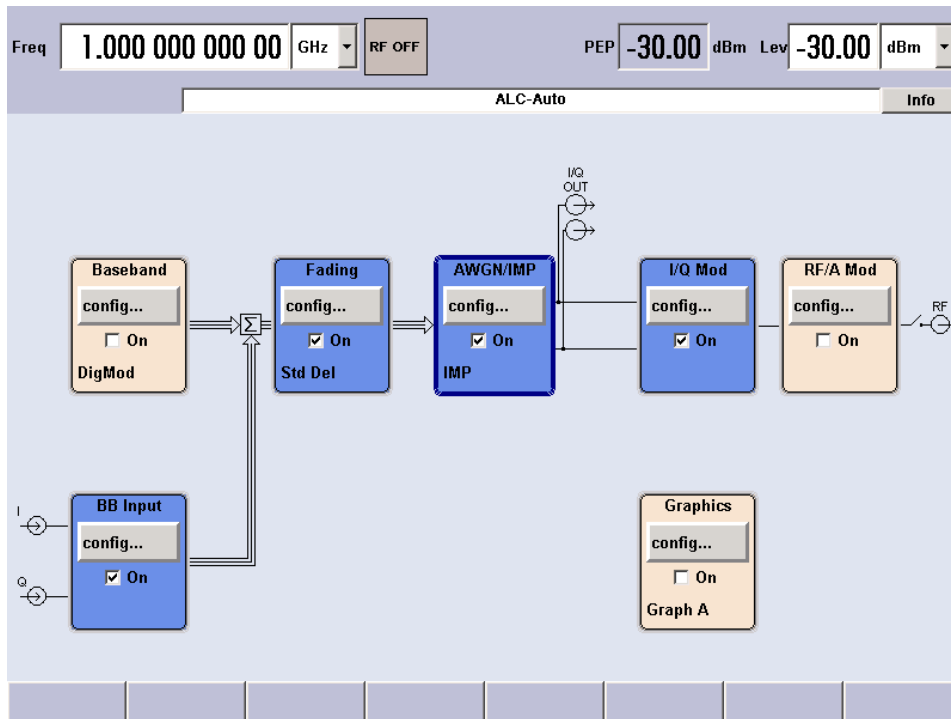 Freq 1.000 000 000 00 GHz RF OFF PEP -30.00 dBm Lev -30.00 dBm
ALC-Auto Info
I/Q
OUT
Baseband Fading AWGN/IMP I/Q Mod RF/A Mod
config... config... config... config... config...
RF
Σ
On On On On On
DigMod Std Del IMP
BB Input Graphics
I
config... config...
Q
On On
Graph A